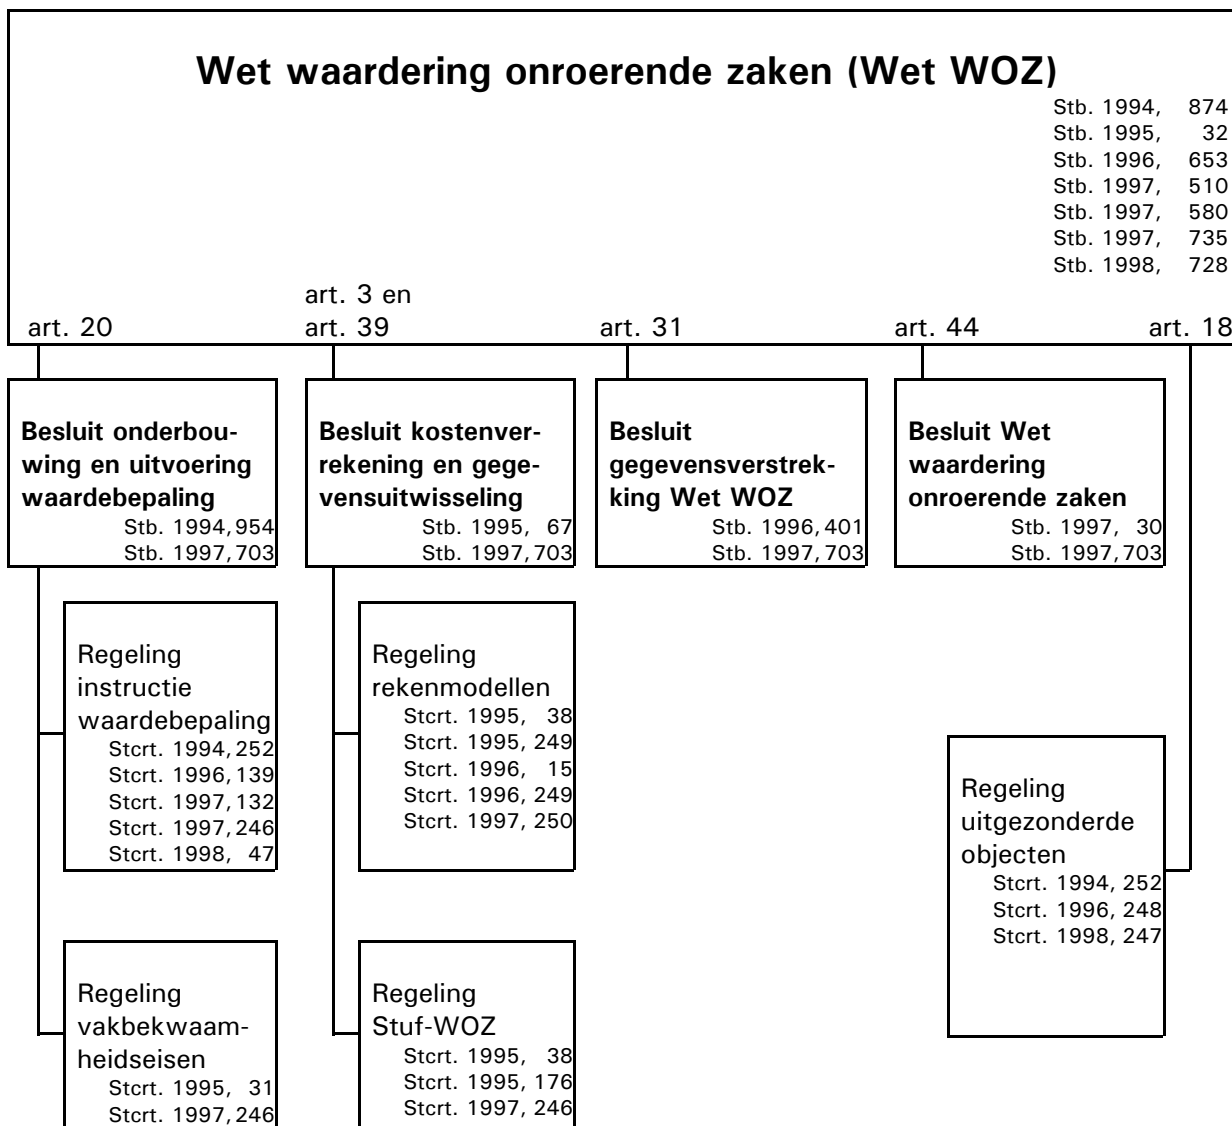 Wet waardering onroerende zaken (Wet WOZ)
Stb. 1994, 874
Stb. 1995, 32
Stb. 1996, 653
Stb. 1997, 510
Stb. 1997, 580
Stb. 1997, 735
Stb. 1998, 728
art. 20
art. 3 en
art. 39
art. 31
art. 44
art. 18
Besluit onderbou-
wing en uitvoering
waardebepaling
Stb. 1994,954
Stb. 1997,703
Besluit kostenver-
rekening en gege-
vensuitwisseling
Stb. 1995, 67
Stb. 1997,703
Besluit
gegevensverstrek-
king Wet WOZ
Stb. 1996,401
Stb. 1997,703
Besluit Wet
waardering
onroerende zaken
Stb. 1997, 30
Stb. 1997,703
Regeling
instructie
waardebepaling
Stcrt. 1994,252
Stcrt. 1996,139
Stcrt. 1997,132
Stcrt. 1997,246
Stcrt. 1998, 47
Regeling
rekenmodellen
Stcrt. 1995, 38
Stcrt. 1995, 249
Stcrt. 1996, 15
Stcrt. 1996, 249
Stcrt. 1997, 250
Regeling
uitgezonderde
objecten
Stcrt. 1994, 252
Stcrt. 1996, 248
Stcrt. 1998, 247
Regeling
vakbekwaam-
heidseisen
Stcrt. 1995, 31
Stcrt. 1997,246
Regeling
Stuf-WOZ
Stcrt. 1995, 38
Stcrt. 1995, 176
Stcrt. 1997, 246